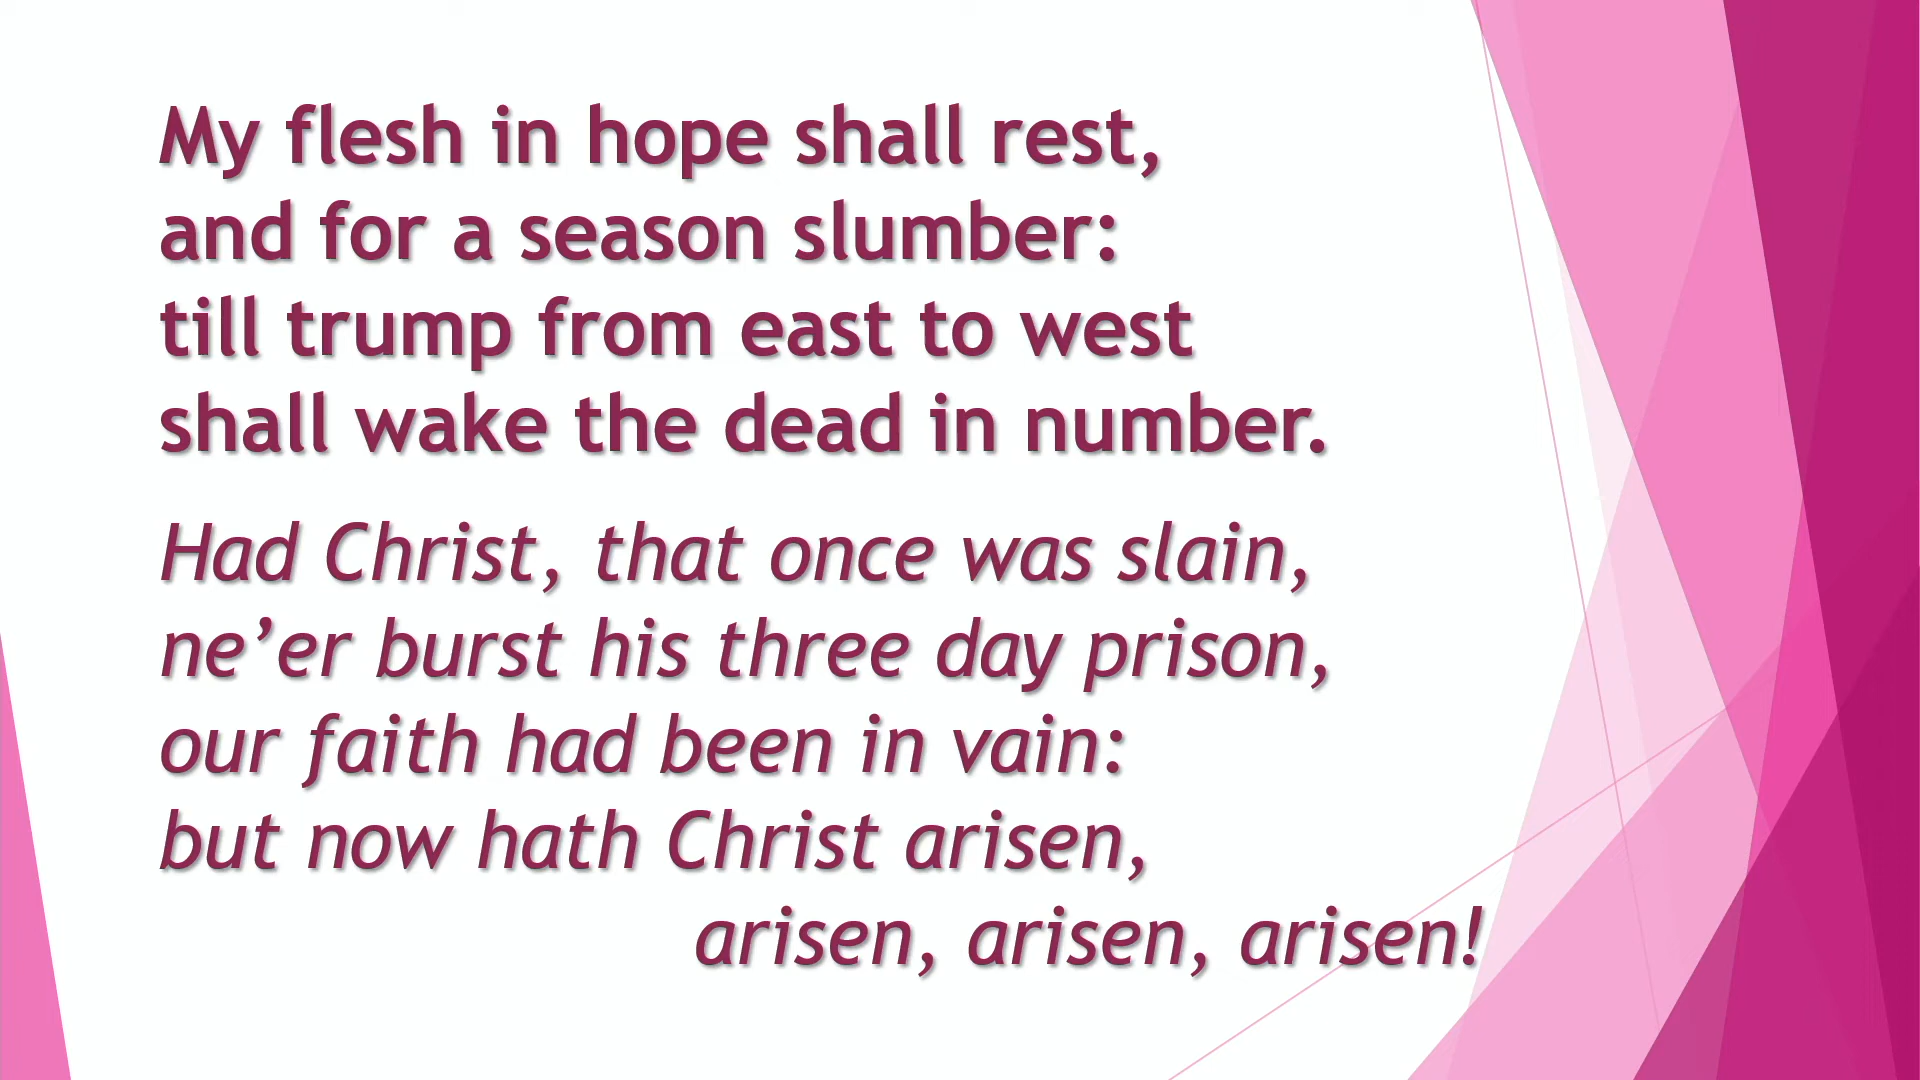 My flesh in hope shall rest,
and for a season slumber:
till trump from east to west
shall wake the dead in number.
Had Christ, that once was slain,
ne’er burst his three day prison,
our faith had been in vain:
but now hath Christ arisen,
arisen, arisen, arisen!